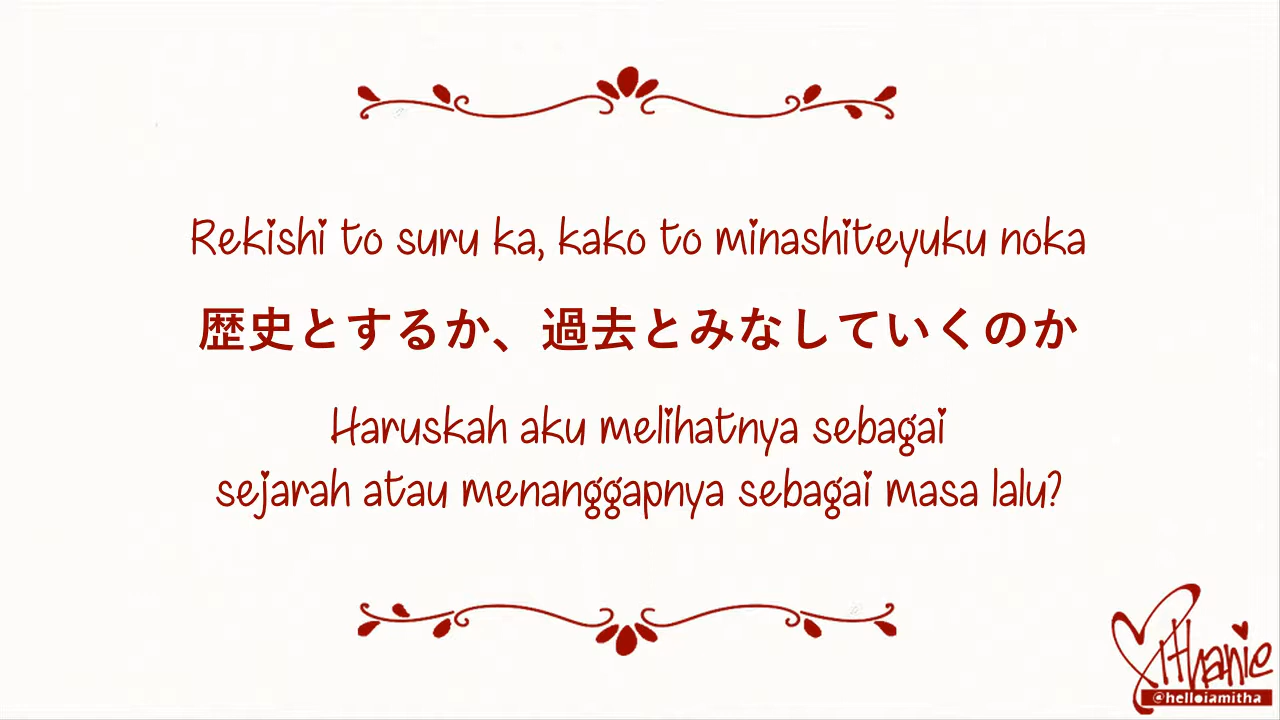 Rekishi to suru ka, kako to minashiteyuku noka
歴史とするか、過去とみなしていくのか
Haruskah aku melihatnya sebagai
sejarah atau menanggapnya sebagai masa lalu?
Mithanie
@helloiamitha